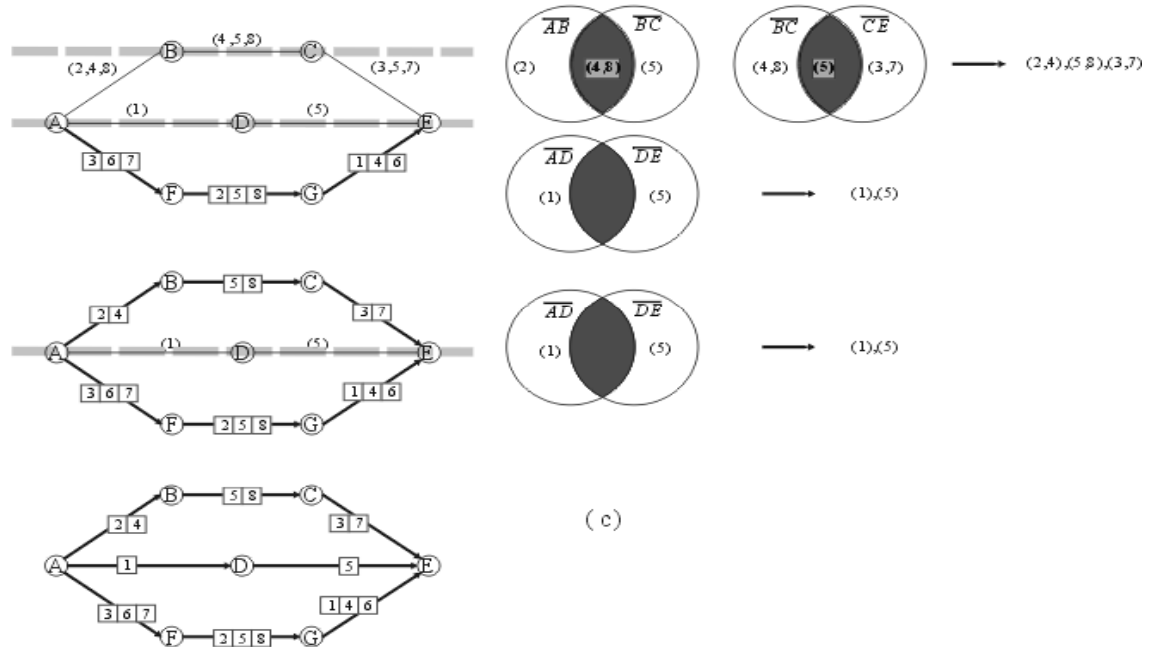 B (4,5,8) C
(2,4,8) (3,5,7)
A (1) D (5) E
3 6 7 1 4 6
F 2 5 8 G
AB BC
(2) (4,8) (5)
BC CE
(4,8) (5) (3,7)
(2,4),(5,8),(3,7)
AD DE
(1) (5)
(1),(5)
B 5 8 C
2 4 3 7
A (1) D (5) E
3 6 7 1 4 6
F 2 5 8 G
AD DE
(1) (5)
(1),(5)
B 5 8 C
2 4 3 7
A 1 D 5 E
3 6 7 1 4 6
F 2 5 8 G
(c)